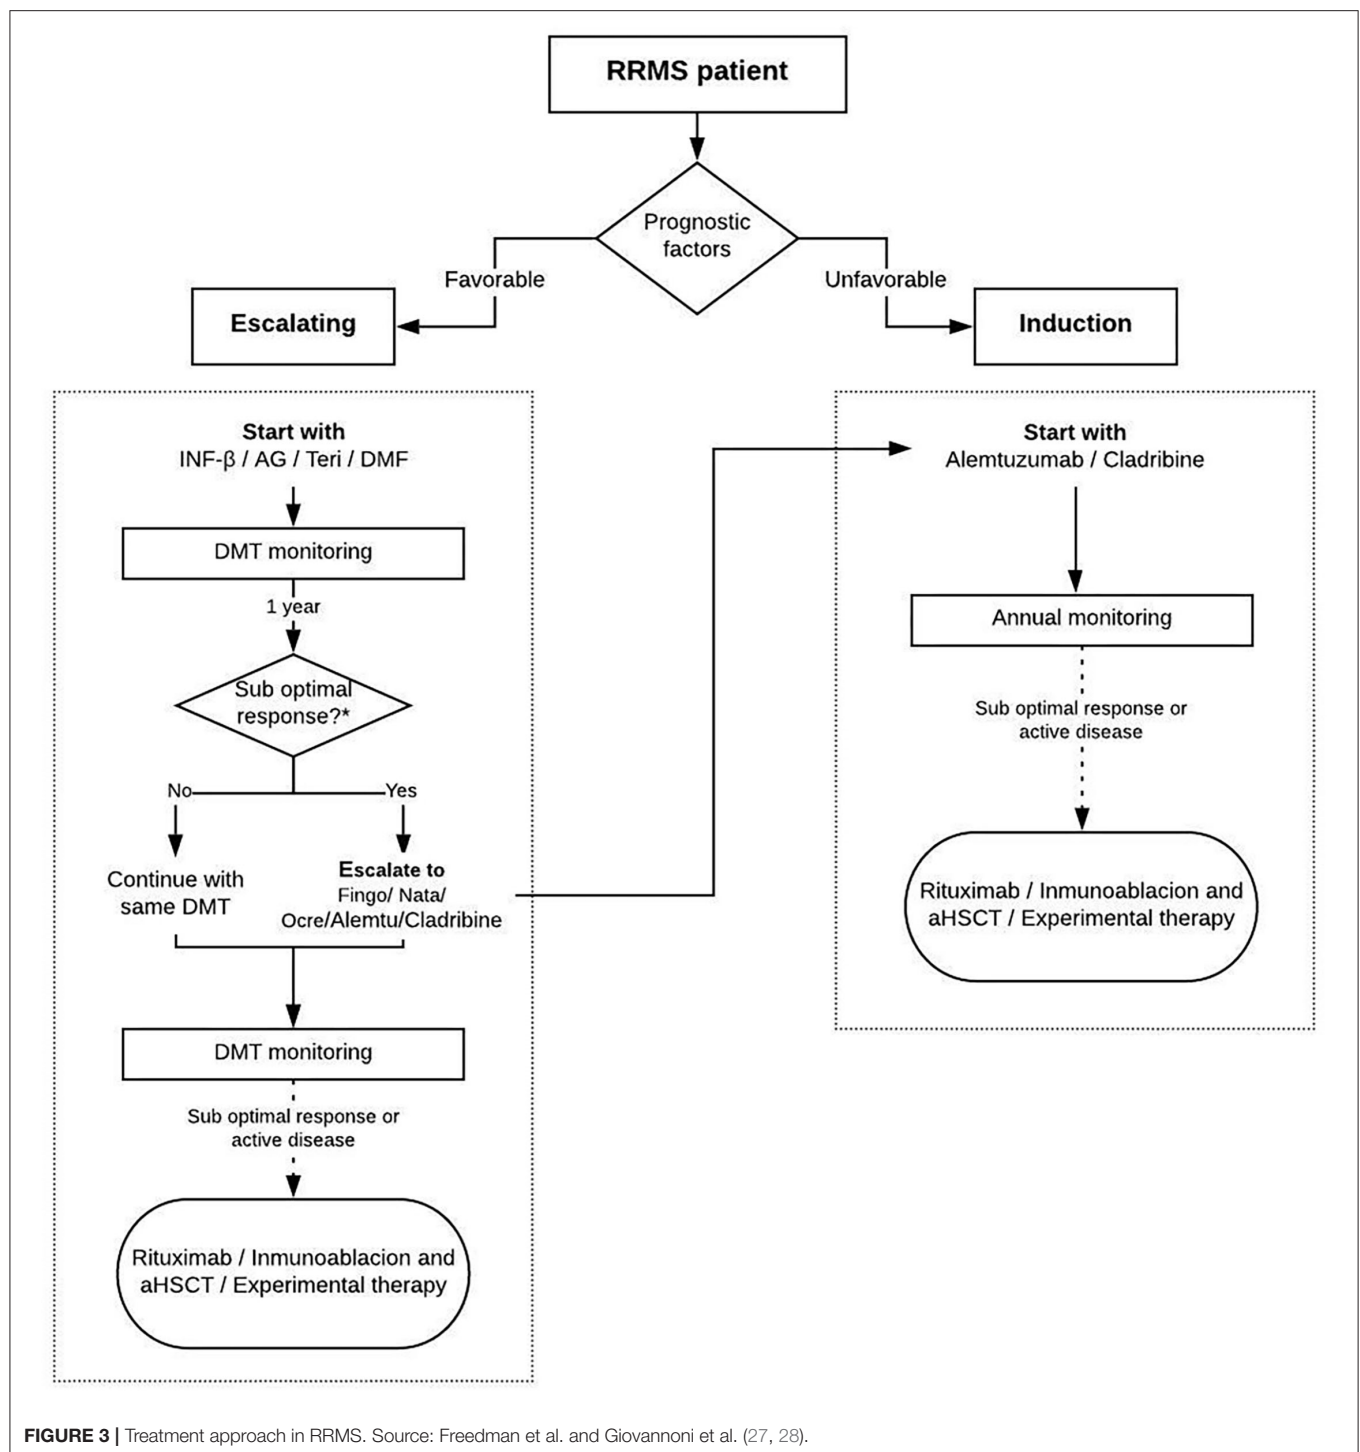 RRMS patient
Prognostic
factors
Favorable
Unfavorable
Escalating
Induction
Start with
INF-β / AG / Teri / DMF
DMT monitoring
1 year
Sub optimal
response?*
No
Yes
Continue with
same DMT
Escalate to
Fingo/ Nata/
Ocre/Alemtu/Cladribine
DMT monitoring
Sub optimal response or
active disease
Rituximab / Inmunoablacion and
aHSCT / Experimental therapy
Start with
Alemtuzumab / Cladribine
Annual monitoring
Sub optimal response or
active disease
Rituximab / Inmunoablacion and
aHSCT / Experimental therapy
FIGURE 3 | Treatment approach in RRMS. Source: Freedman et al. and Giovannoni et al. (27, 28).